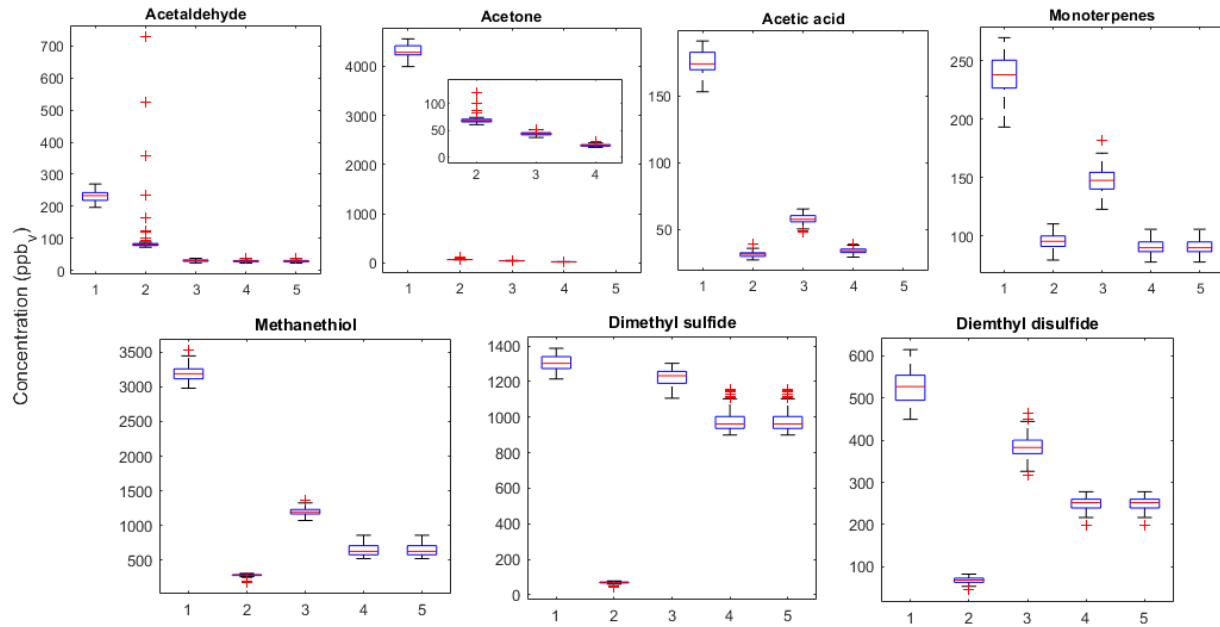 Acetaldehyde
700
600
500
400
300
200
100
0
1 2 3 4 5
Acetone
4000
3000
2000
1000
0
1 2 3 4 5
100
50
0
2 3 4
Acetic acid
150
100
50
1 2 3 4 5
Monoterpenes
250
200
150
100
1 2 3 4 5
Concentration (ppb_v)
Methanethiol
3500
3000
2500
2000
1500
1000
500
1 2 3 4 5
Dimethyl sulfide
1400
1200
1000
800
600
400
200
0
1 2 3 4 5
Diemthyl disulfide
600
500
400
300
200
100
1 2 3 4 5